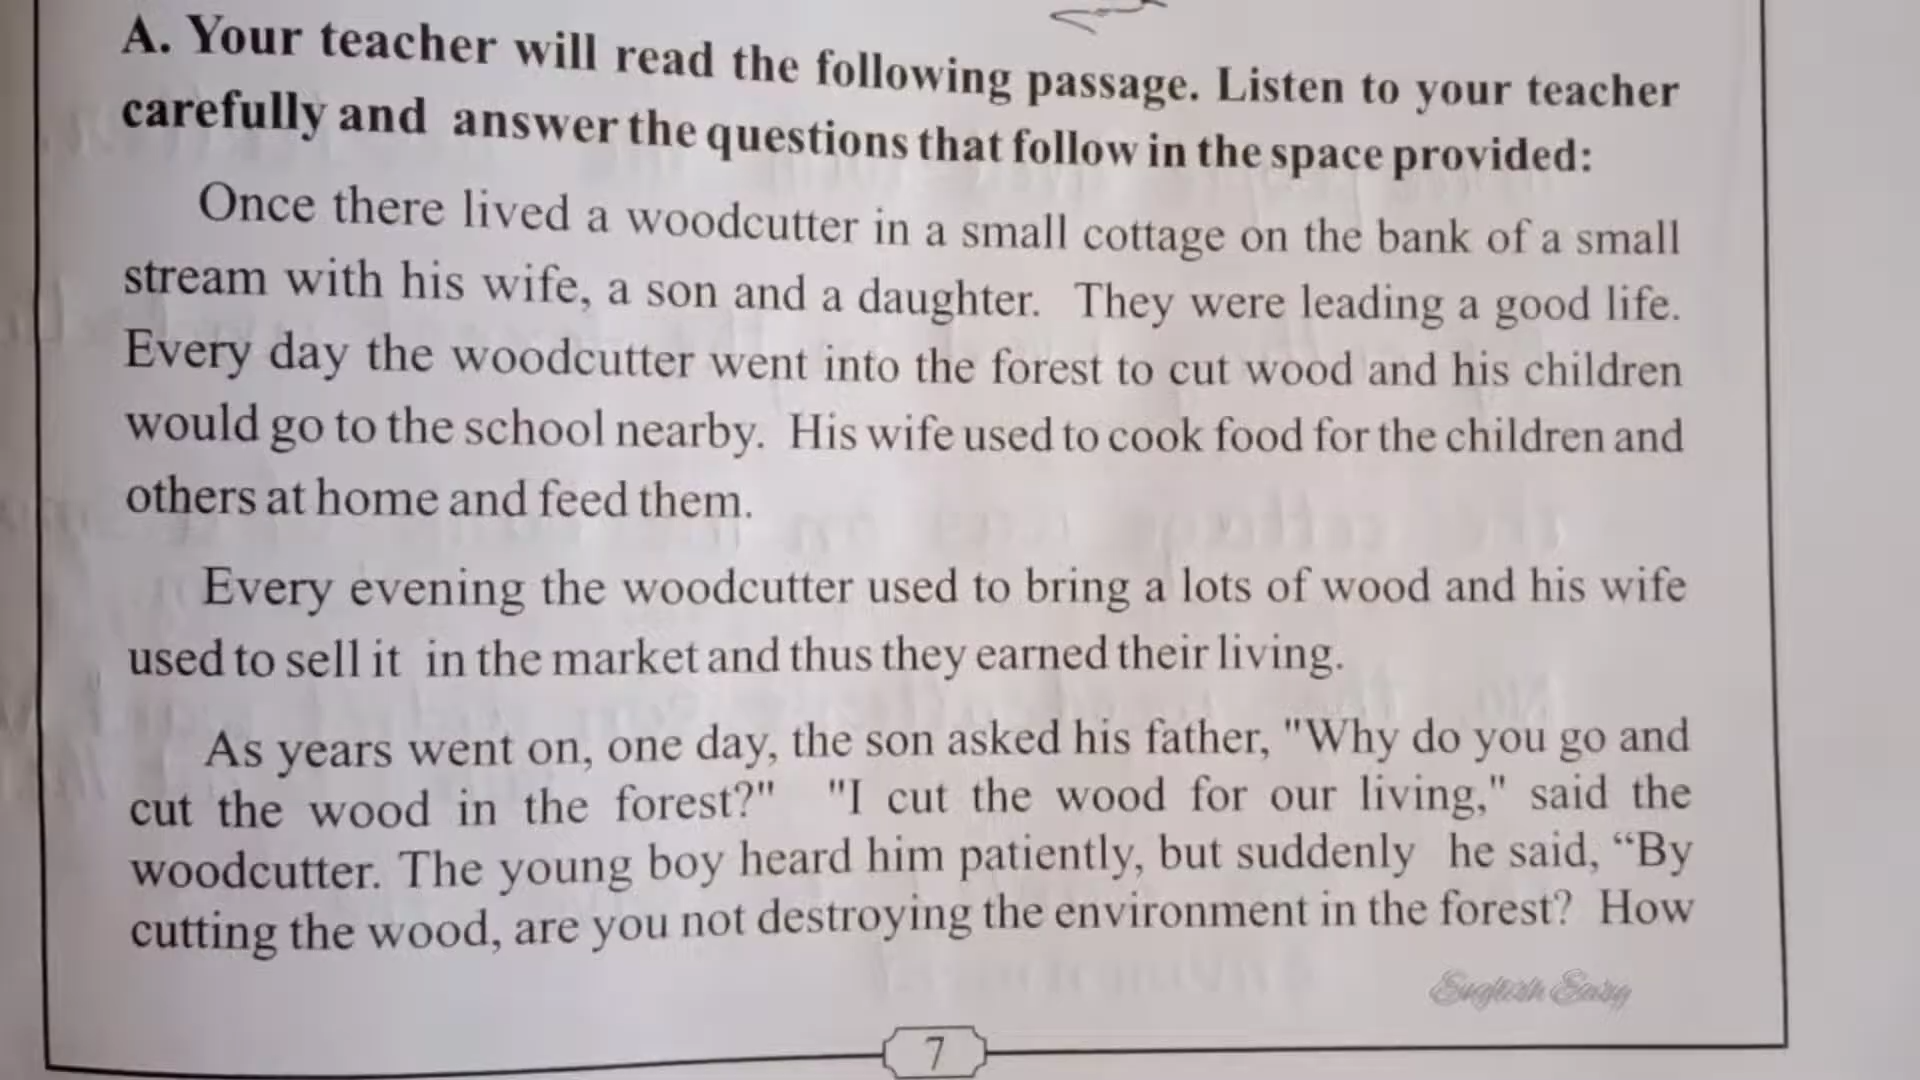 A. Your teacher will read the following passage. Listen to your teacher
carefully and answer the questions that follow in the space provided:
Once there lived a woodcutter in a small cottage on the bank of a small
stream with his wife, a son and a daughter. They were leading a good life.
Every day the woodcutter went into the forest to cut wood and his children
would go to the school nearby. His wife used to cook food for the children and
others at home and feed them.
Every evening the woodcutter used to bring a lots of wood and his wife
used to sell it in the market and thus they earned their living.
As years went on, one day, the son asked his father, "Why do you go and
cut the wood in the forest?" "I cut the wood for our living," said the
woodcutter. The young boy heard him patiently, but suddenly he said, “By
cutting the wood, are you not destroying the environment in the forest? How
English Easy
7